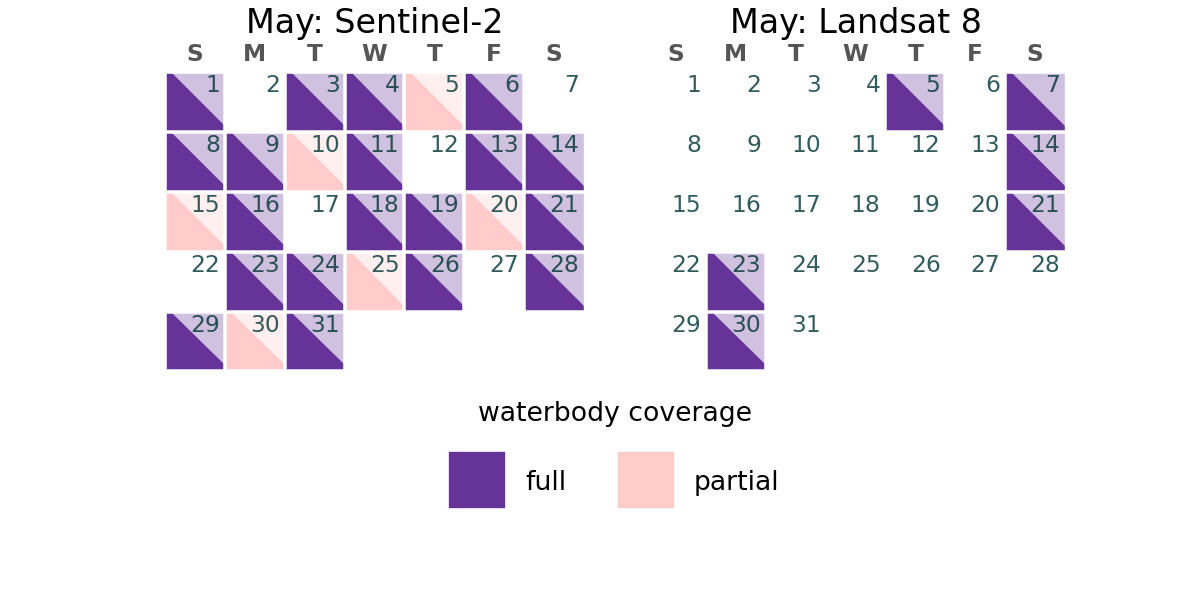 May: Sentinel-2
S M T W T F S
1 2 3 4 5 6 7
8 9 10 11 12 13 14
15 16 17 18 19 20 21
22 23 24 25 26 27 28
29 30 31
May: Landsat 8
S M T W T F S
1 2 3 4 5 6 7
8 9 10 11 12 13 14
15 16 17 18 19 20 21
22 23 24 25 26 27 28
29 30 31
waterbody coverage
full
partial